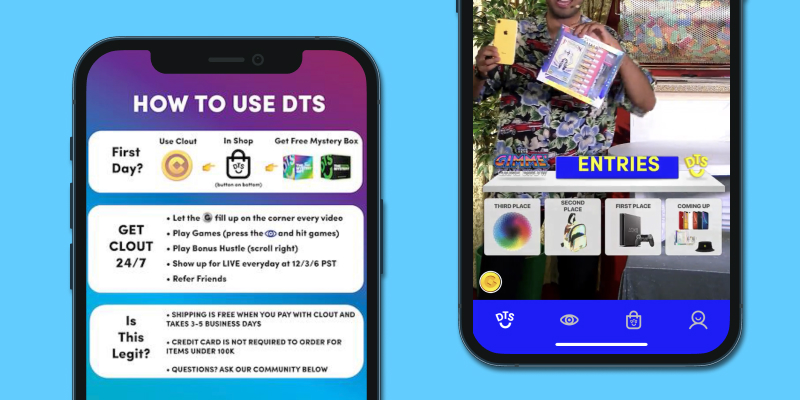 HOW TO USE DTS
First
Day?
Use Clout
In Shop
Get Free Mystery Box
DTS
(button on bottom)
GET
CLOUT
24/7
• Let the C fill up on the corner every video
• Play Games (press the and hit games)
• Play Bonus Hustle (scroll right)
• Show up for LIVE everyday at 12/3/6 PST
• Refer Friends
Is
This
Legit?
• SHIPPING IS FREE WHEN YOU PAY WITH CLOUT AND
TAKES 3-5 BUSINESS DAYS
• CREDIT CARD IS NOT REQUIRED TO ORDER FOR
ITEMS UNDER 100K
• QUESTIONS? ASK OUR COMMUNITY BELOW
GIMME
ENTRIES
DTS
THIRD PLACE
SECOND
PLACE
FIRST PLACE
COMING UP
DTS